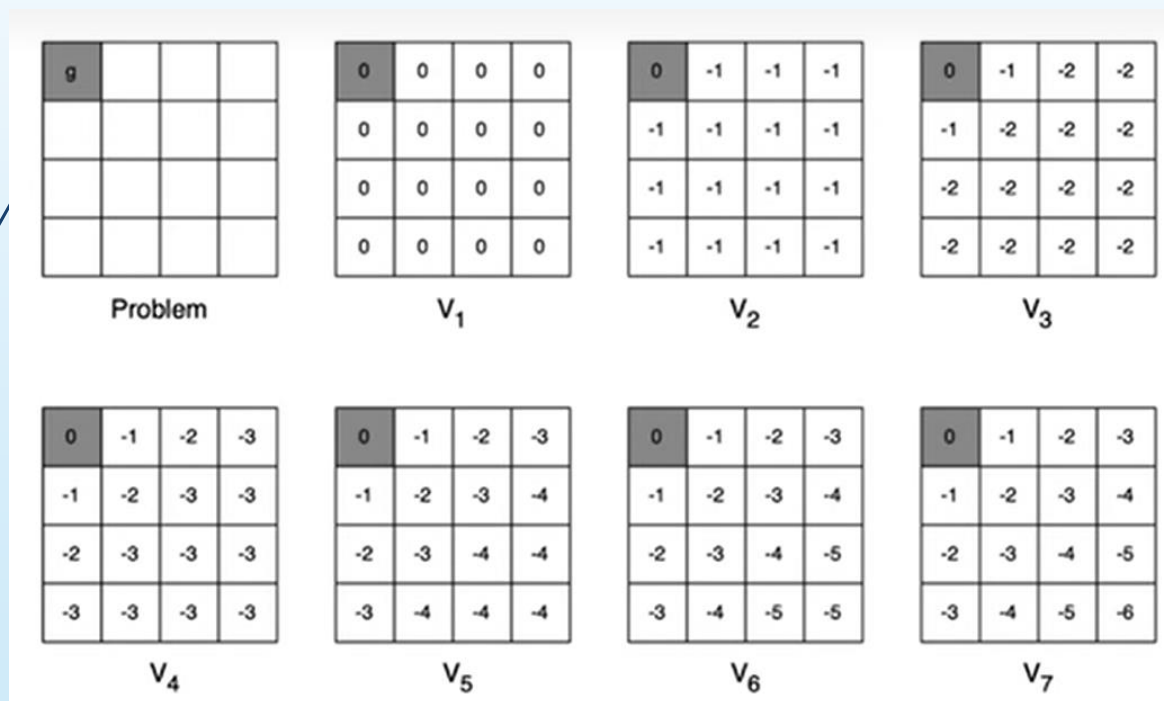 g 0 0 0 0 0 -1 -1 -1 0 -1 -2 -2
0 0 0 0 -1 -1 -1 -1 -1 -2 -2 -2
0 0 0 0 -1 -1 -1 -1 -2 -2 -2 -2
0 0 0 0 -1 -1 -1 -1 -2 -2 -2 -2
Problem V1 V2 V3
0 -1 -2 -3 0 -1 -2 -3 0 -1 -2 -3 0 -1 -2 -3
-1 -2 -3 -3 -1 -2 -3 -4 -1 -2 -3 -4 -1 -2 -3 -4
-2 -3 -3 -3 -2 -3 -4 -4 -2 -3 -4 -5 -2 -3 -4 -5
-3 -3 -3 -3 -3 -4 -4 -4 -3 -4 -5 -5 -3 -4 -5 -6
V4 V5 V6 V7